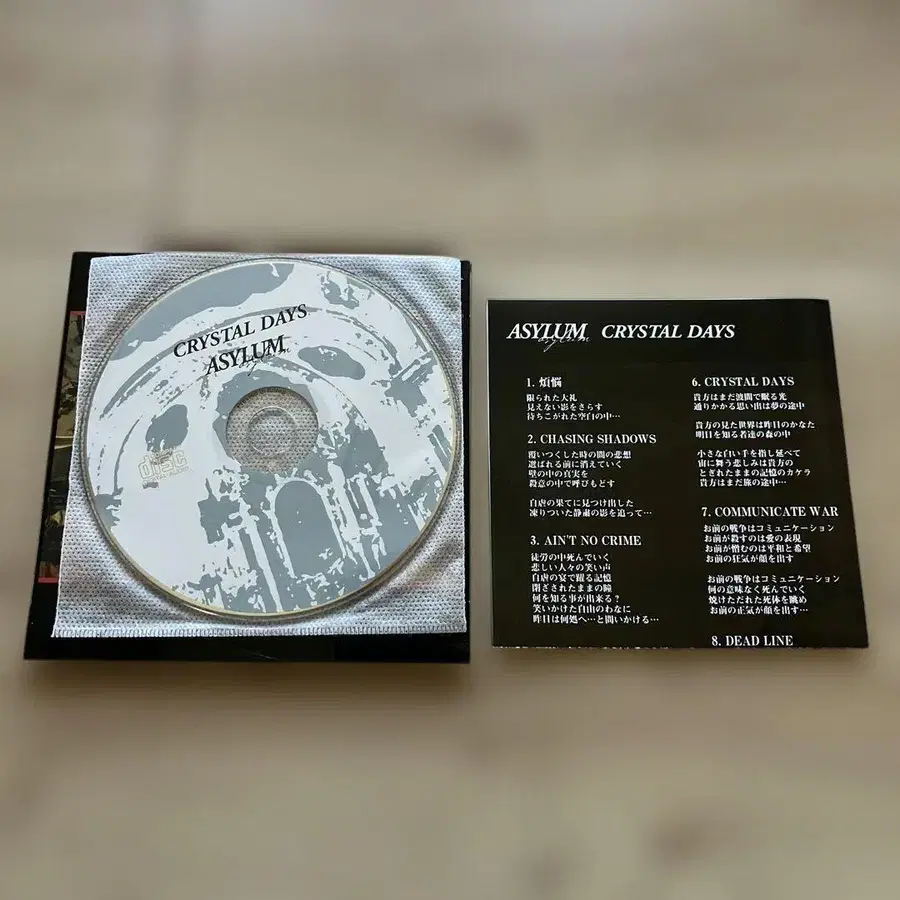 CRYSTAL DAYS
ASYLUM
asylum
DISC
ASYLUM CRYSTAL DAYS
asylum
1. 煩悩
限られた大礼
見えない影をさらす
待ちこがれた空白の中…
2. CHASING SHADOWS
覆いつくした時の間の悲想
選ばれる前に消えていく
壁の中の真実を
殺意の中で呼びもどす
自虐の果てに見つけ出した
凍りついた静粛の影を追って…
3. AIN'T NO CRIME
徒労の中死んでいく
悲しい人々の笑い声
自虐の宴で躍る記憶
閉ざされたままの瞳
何を知る事が出来る?
笑いかけた自由のわなに
昨日は何処へ…と問いかける…
6. CRYSTAL DAYS
貴方はまだ波間で眠る光
通りかかる思い出は夢の途中
貴方の見た世界は昨日のかなた
明日を知る者達の森の中
小さな白い手を指し延べて
宙に舞う悲しみは貴方の
とぎれたままの記憶のカケラ
貴方はまだ旅の途中…
7. COMMUNICATE WAR
お前の戦争はコミュニケーション
お前が殺すのは愛の表現
お前が憎むのは平和と希望
お前の狂気が顔を出す
お前の戦争はコミュニケーション
何の意味なく死んでいく
焼けただれた死体を眺め
お前の正気が顔を出す…
8. DEAD LINE